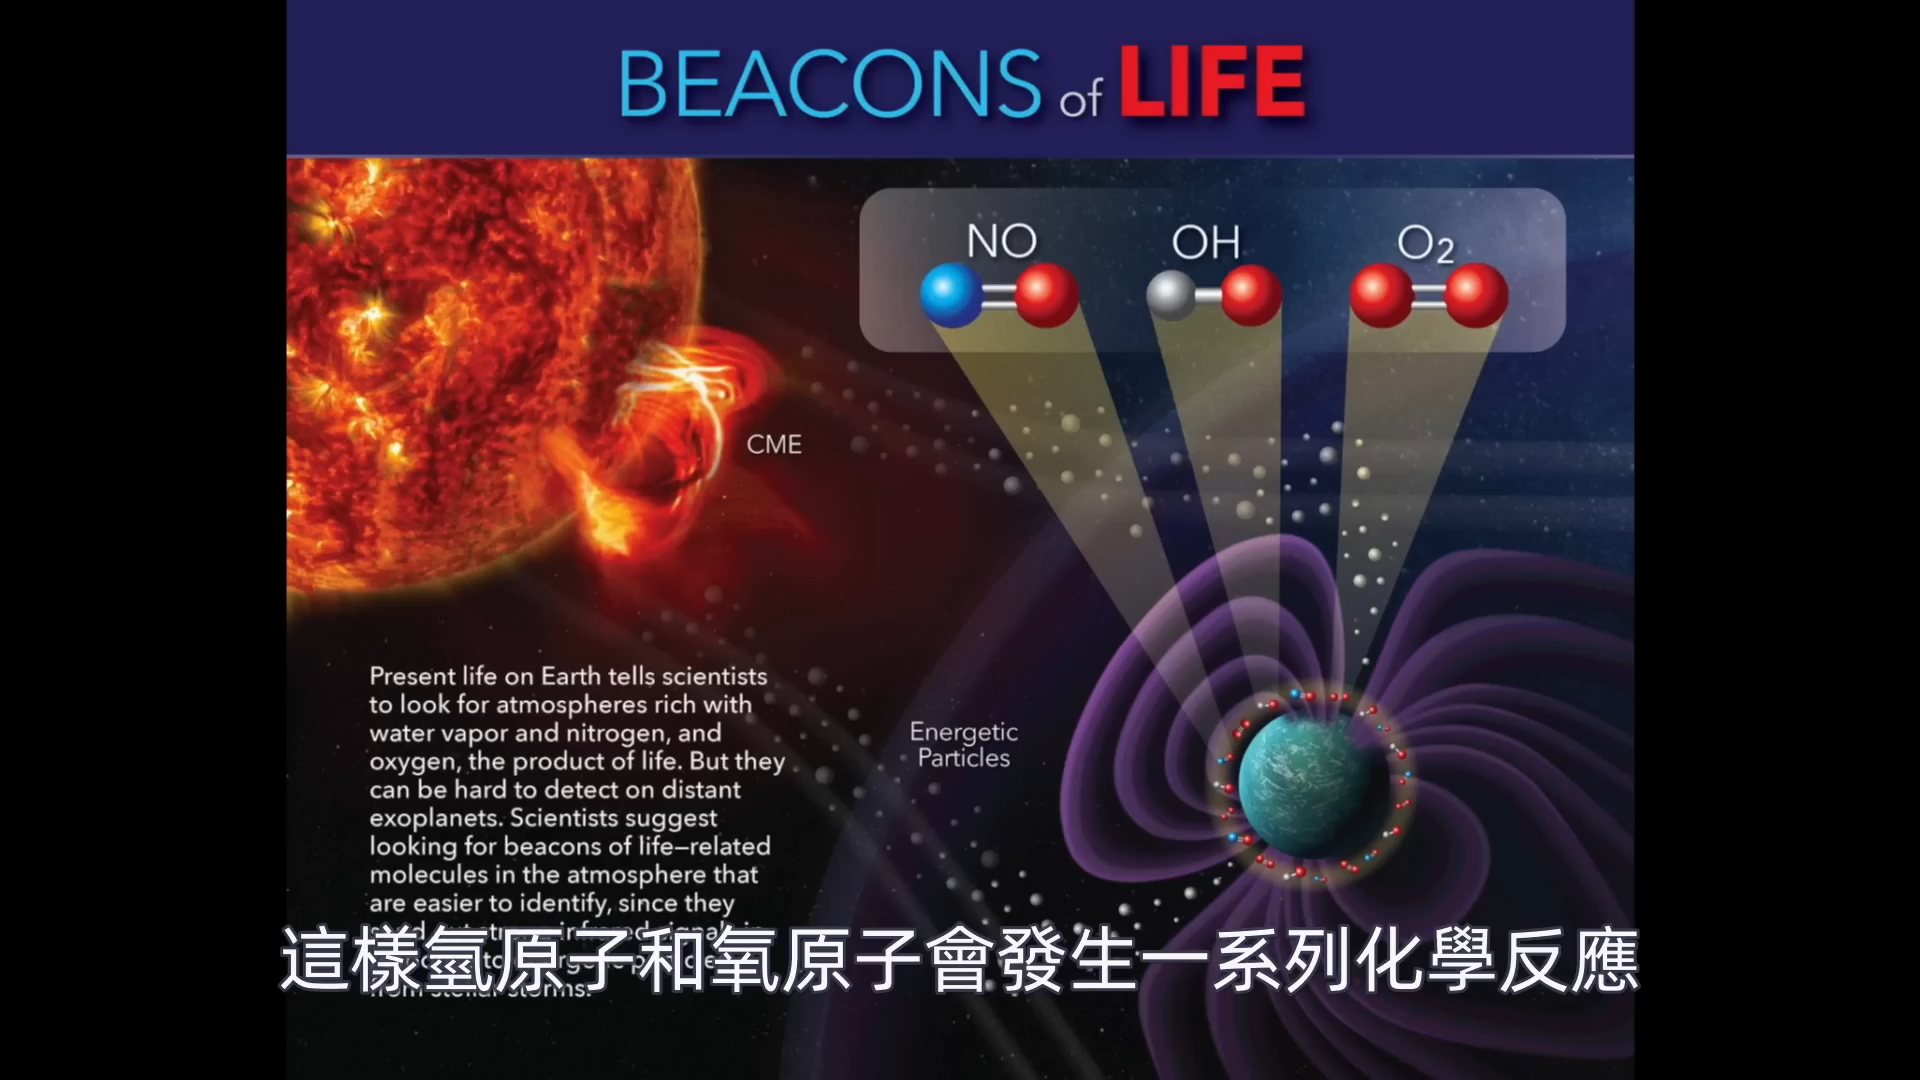 BEACONS of LIFE
NO
OH
O₂
CME
Present life on Earth tells scientists
to look for atmospheres rich with
water vapor and nitrogen, and
oxygen, the product of life. But they
can be hard to detect on distant
exoplanets. Scientists suggest
looking for beacons of life—related
molecules in the atmosphere that
are easier to identify, since they
from stellar storms.
Energetic
Particles
這樣氫原子和氧原子會發生一系列化學反應